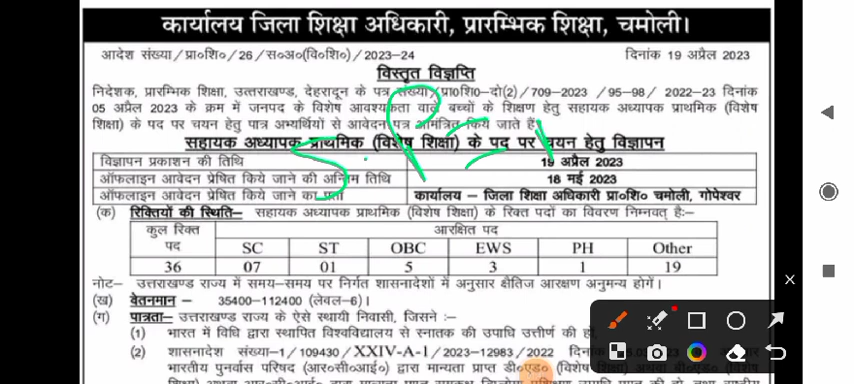 कार्यालय जिला शिक्षा अधिकारी, प्रारम्भिक शिक्षा, चमोली।
आदेश संख्या/प्रा०शि०/26/स०अ०(वि०शि०)/2023-24 दिनांक 19 अप्रैल 2023
विस्तृत विज्ञप्ति
निदेशक, प्रारम्भिक शिक्षा, उत्तराखण्ड, देहरादून के पत्र संख्या/प्रा०शि०-दो(2)/709-2023 /95-98/ 2022-23 दिनांक
05 अप्रैल 2023 के क्रम में जनपद के विशेष आवश्यकता वाले बच्चों के शिक्षण हेतु सहायक अध्यापक प्राथमिक (विशेष
शिक्षा) के पद पर चयन हेतु पात्र अभ्यर्थियों से आवेदन पत्र आमंत्रित किये जाते हैं
सहायक अध्यापक प्राथमिक (विशेष शिक्षा) के पद पर चयन हेतु विज्ञापन
विज्ञापन प्रकाशन की तिथि 19 अप्रैल 2023
ऑफलाइन आवेदन प्रेषित किये जाने की अन्तिम तिथि 18 मई 2023
ऑफलाइन आवेदन प्रेषित किये जाने का पता कार्यालय – जिला शिक्षा अधिकारी प्रा०शि० चमोली, गोपेश्वर
(क) रिक्तियों की स्थिति– सहायक अध्यापक प्राथमिक (विशेष शिक्षा) के रिक्त पदों का विवरण निम्नवत् है:-
कुल रिक्त पद आरक्षित पद
SC ST OBC EWS PH Other
36 07 01 5 3 1 19
नोट– उत्तराखण्ड राज्य में समय-समय पर निर्गत शासनादेशों में अनुसार क्षैतिज आरक्षण अनुमन्य होगें।
(ख) वेतनमान – 35400-112400 (लेवल-6)।
(ग) पात्रता– उत्तराखण्ड राज्य के ऐसे स्थायी निवासी, जिसने :–
(1) भारत में विधि द्वारा स्थापित विश्वविद्यालय से स्नातक की उपाधि उत्तीर्ण की हो
(2) शासनादेश संख्या-1/109430/XXIV-A-1/2023-12983/2022
भारतीय पुनर्वास परिषद (आर०सी०आई०) द्वारा मान्यता प्राप्त डी०एड०